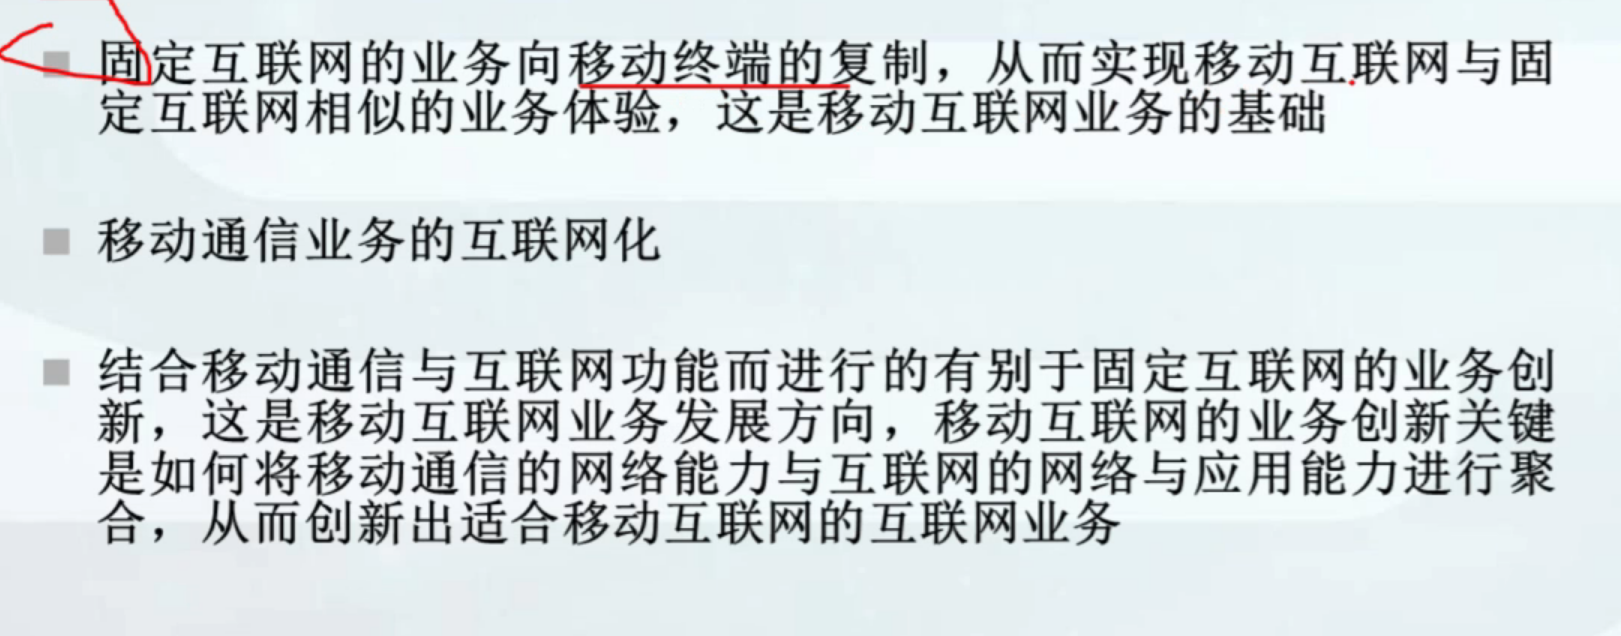 固定互联网的业务向移动终端的复制，从而实现移动互联网与固
定互联网相似的业务体验，这是移动互联网业务的基础
移动通信业务的互联网化
结合移动通信与互联网功能而进行的有别于固定互联网的业务创
新，这是移动互联网业务发展方向，移动互联网的业务创新关键
是如何将移动通信的网络能力与互联网的网络与应用能力进行聚
合，从而创新出适合移动互联网的互联网业务